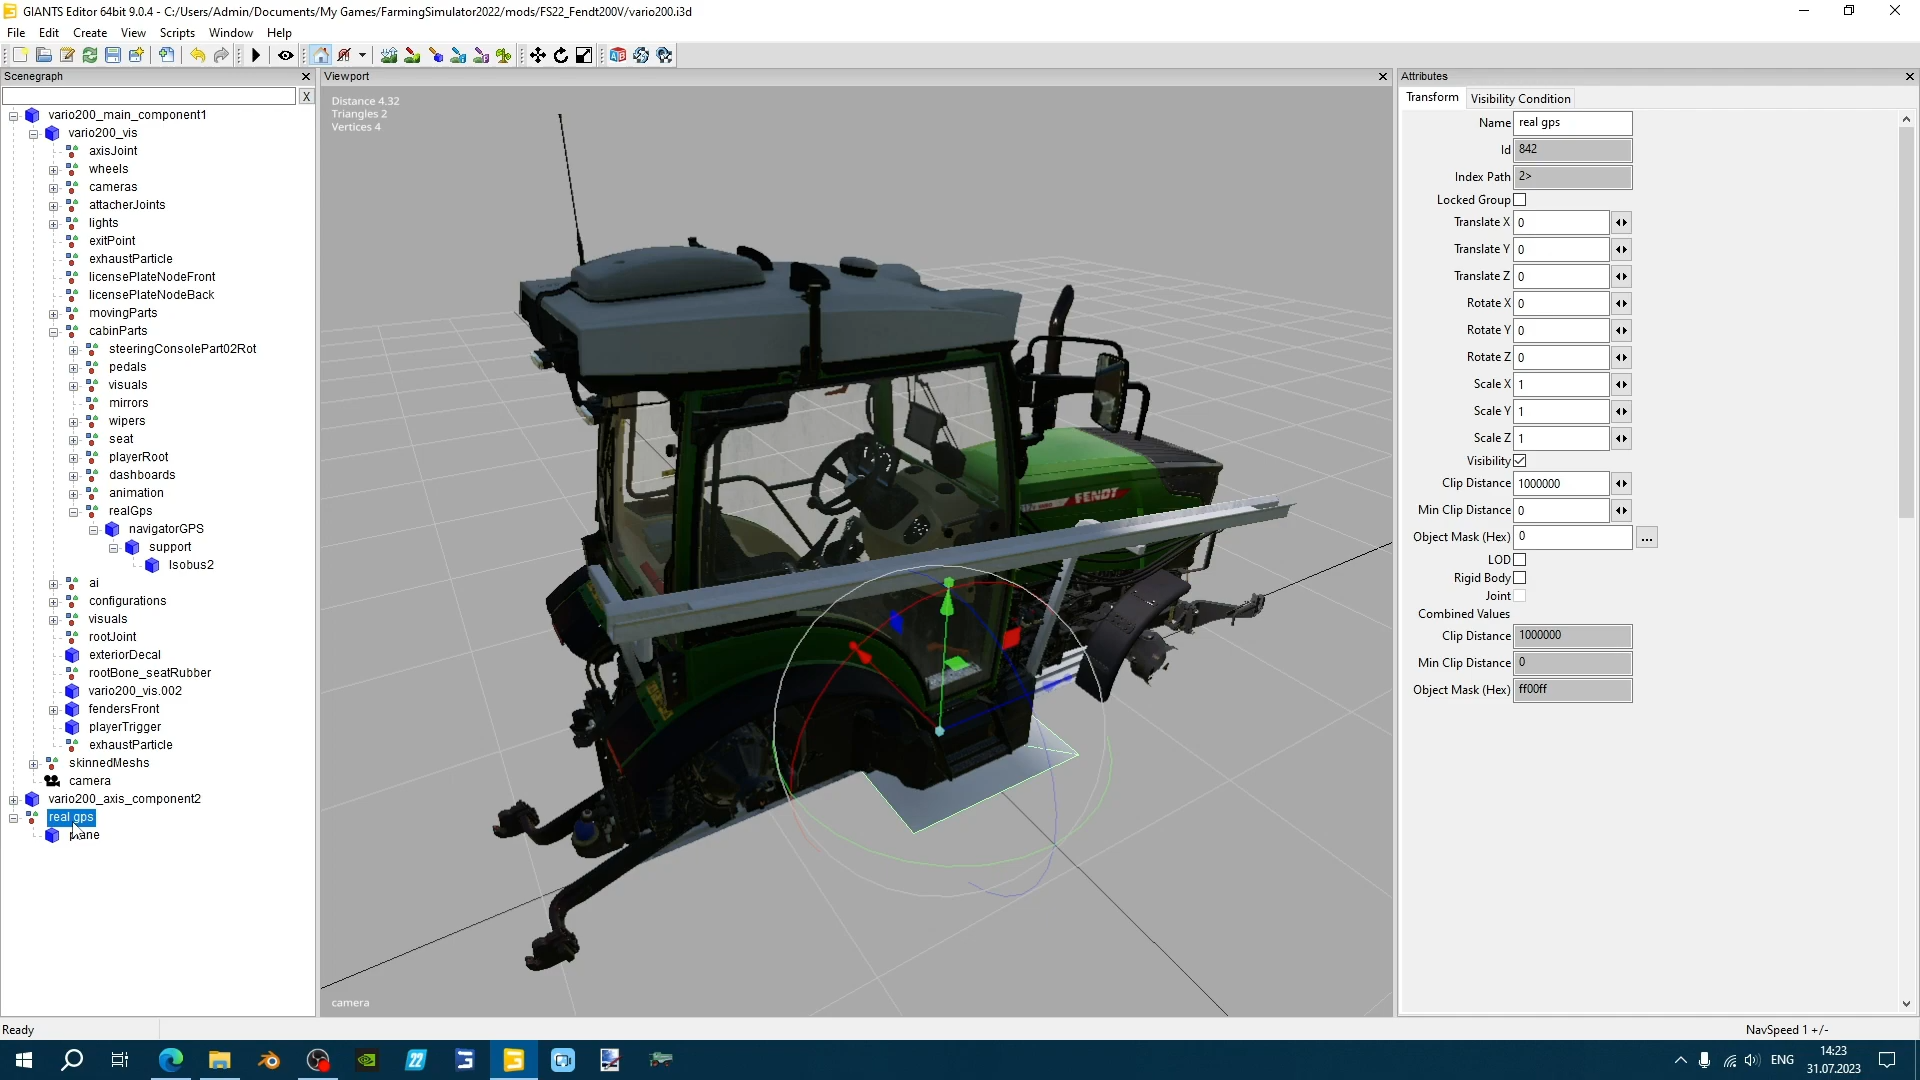 GIANTS Editor 64bit 9.0.4 - C:/Users/Admin/Documents/My Games/FarmingSimulator2022/mods/FS22_Fendt200V/vario200.i3d
File Edit Create View Scripts Window Help
Scenegraph
X
vario200_main_component1
vario200_vis
axisJoint
wheels
cameras
attacherJoints
lights
exitPoint
exhaustParticle
licensePlateNodeFront
licensePlateNodeBack
movingParts
cabinParts
steeringConsolePart02Rot
pedals
visuals
mirrors
wipers
seat
playerRoot
dashboards
animation
realGps
navigatorGPS
support
Isobus2
ai
configurations
visuals
rootJoint
exteriorDecal
rootBone_seatRubber
vario200_vis.002
fendersFront
playerTrigger
exhaustParticle
skinnedMeshs
camera
vario200_axis_component2
real gps
plane
Viewport
Distance 4.32
Triangles 2
Vertices 4
FENDT
camera
Attributes
Transform Visibility Condition
Name real gps
Id 842
Index Path 2>
Locked Group
Translate X 0
Translate Y 0
Translate Z 0
Rotate X 0
Rotate Y 0
Rotate Z 0
Scale X 1
Scale Y 1
Scale Z 1
Visibility
Clip Distance 1000000
Min Clip Distance 0
Object Mask (Hex) 0 ...
LOD
Rigid Body
Joint
Combined Values
Clip Distance 1000000
Min Clip Distance 0
Object Mask (Hex) ff00ff
Ready
NavSpeed 1 +/-
22
ENG
14:23
31.07.2023